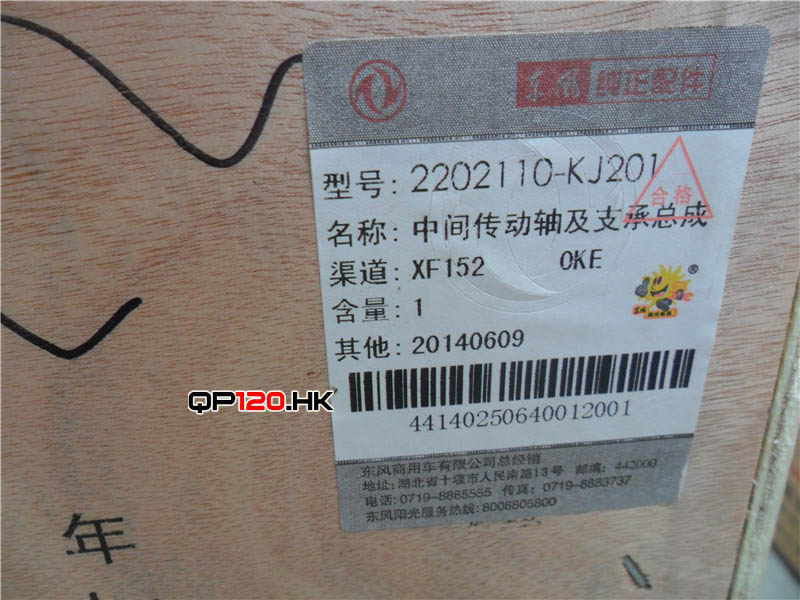 东风 纯正配件
型号: 2202110-KJ201
合格
名称: 中间传动轴及支承总成
渠道: XF152 OKE
®
含量: 1
其他: 20140609
44140250640012001
QP120.HK
东风商用车有限公司总经销
地址: 湖北省十堰市人民南路13号 邮编: 442000
电话: 0719-8885555 传真: 0719-8883737
东风阳光服务热线: 8008805800
年